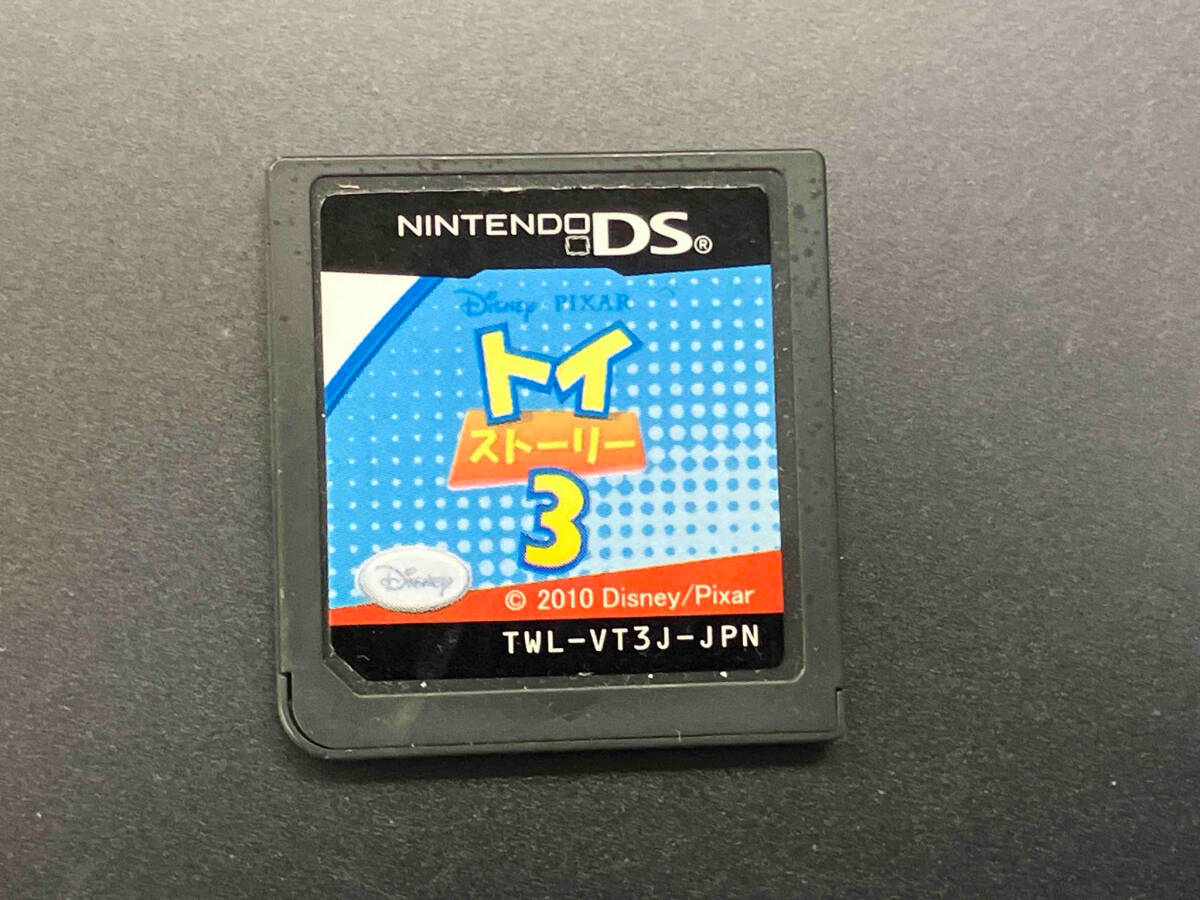 NINTENDO DS®
Disney PIXAR
トイ
ストーリー
3
Disney
© 2010 Disney/Pixar
TWL-VT3J-JPN